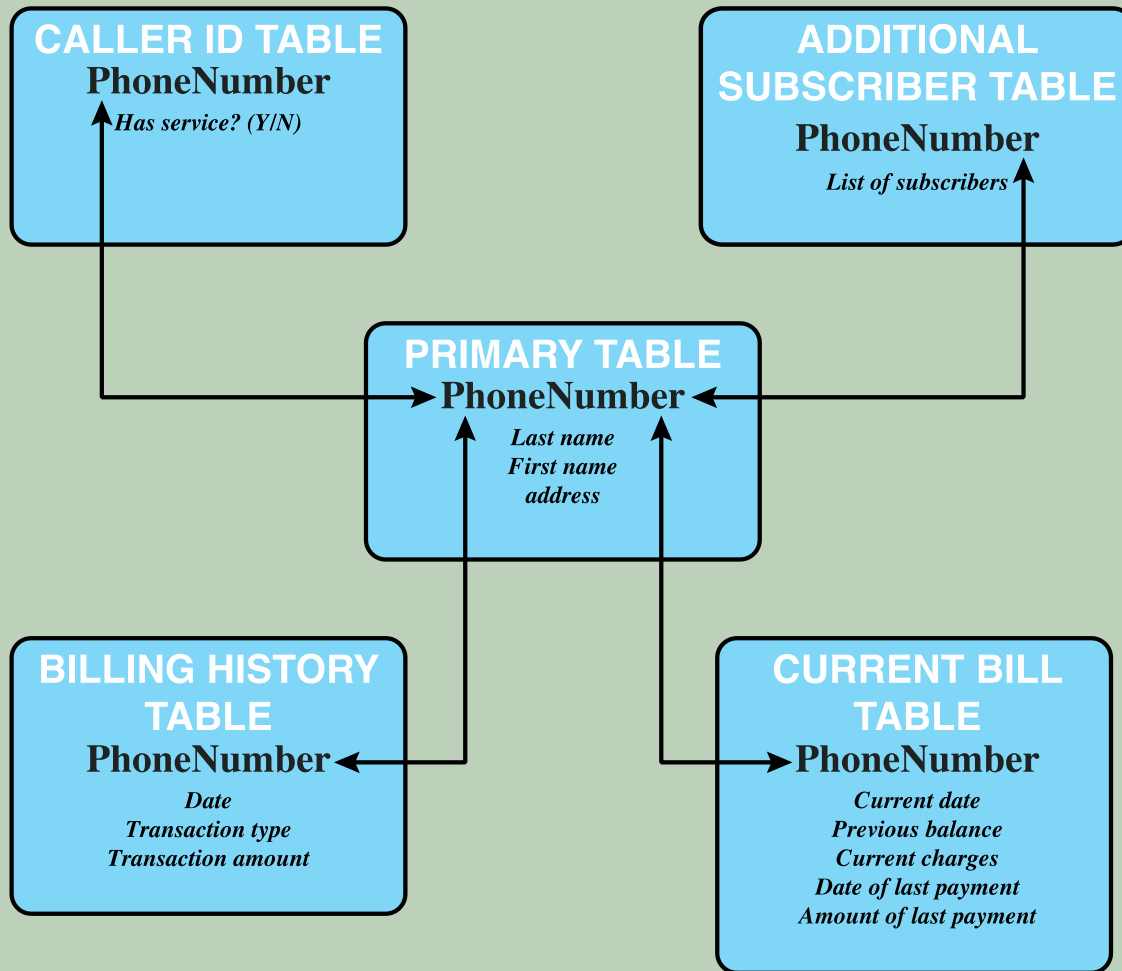 CALLER ID TABLE
PhoneNumber
Has service? (Y/N)
ADDITIONAL
SUBSCRIBER TABLE
PhoneNumber
List of subscribers
PRIMARY TABLE
PhoneNumber
Last name
First name
address
BILLING HISTORY
TABLE
PhoneNumber
Date
Transaction type
Transaction amount
CURRENT BILL
TABLE
PhoneNumber
Current date
Previous balance
Current charges
Date of last payment
Amount of last payment